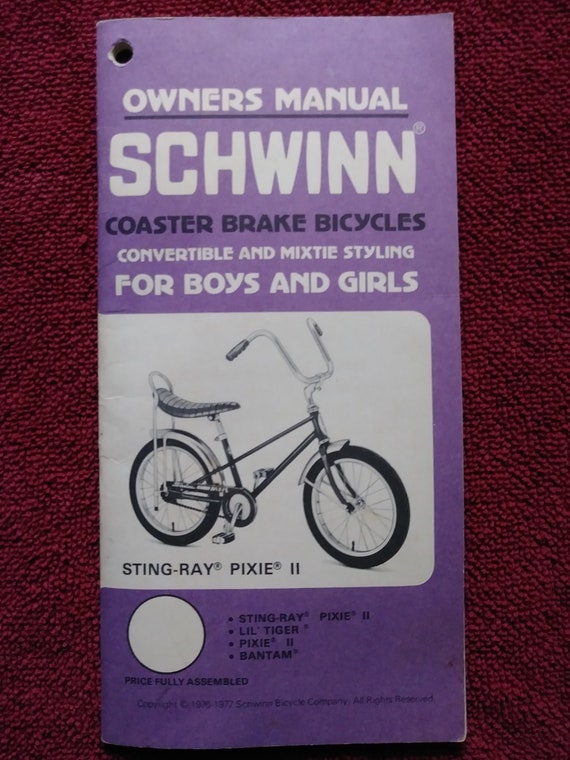 OWNERS MANUAL
SCHWINN®
COASTER BRAKE BICYCLES
CONVERTIBLE AND MIXTIE STYLING
FOR BOYS AND GIRLS
STING-RAY® PIXIE® II
• STING-RAY® PIXIE® II
• LIL' TIGER®
• PIXIE® II
• BANTAM®
PRICE FULLY ASSEMBLED
Copyright © 1976-1977 Schwinn Bicycle Company. All Rights Reserved.